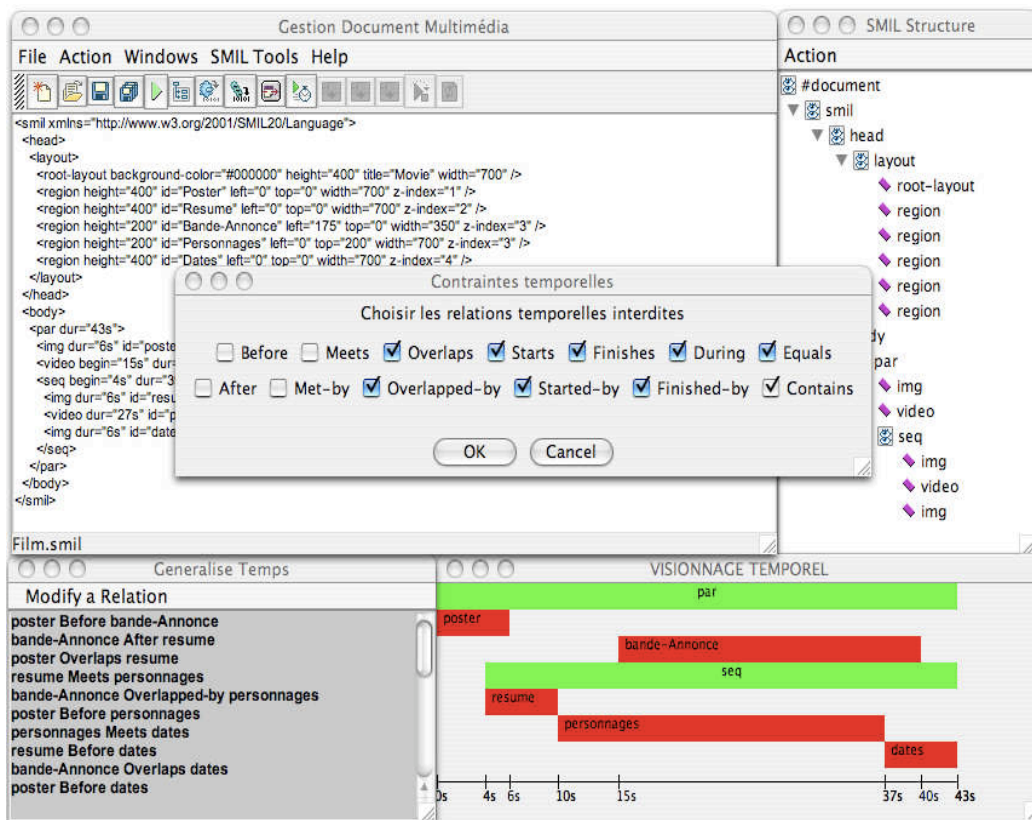 Gestion Document Multimédia
File Action Windows SMIL Tools Help
<smil xmlns="http://www.w3.org/2001/SMIL20/Language">
<head>
<layout>
<root-layout background-color="#000000" height="400" title="Movie" width="700" />
<region height="400" id="Poster" left="0" top="0" width="700" z-index="1" />
<region height="400" id="Resume" left="0" top="0" width="700" z-index="2" />
<region height="200" id="Bande-Annonce" left="175" top="0" width="350" z-index="3" />
<region height="200" id="Personnages" left="0" top="200" width="700" z-index="3" />
<region height="400" id="Dates" left="0" top="0" width="700" z-index="4" />
</layout>
</head>
<body>
<par dur="43s">
<img dur="6s" id="poste
<video begin="15s" dur=
<seq begin="4s" dur="3
<img dur="6s" id="resu
<video dur="27s" id="p
<img dur="6s" id="date
</seq>
</par>
</body>
</smil>
Film.smil
SMIL Structure
Action
#document
smil
head
layout
root-layout
region
region
region
region
region
dy
par
img
video
seq
img
video
img
Contraintes temporelles
Choisir les relations temporelles interdites
Before Meets Overlaps Starts Finishes During Equals
After Met-by Overlapped-by Started-by Finished-by Contains
OK Cancel
Generalise Temps
Modify a Relation
poster Before bande-Annonce
bande-Annonce After resume
poster Overlaps resume
resume Meets personnages
bande-Annonce Overlapped-by personnages
poster Before personnages
personnages Meets dates
resume Before dates
bande-Annonce Overlaps dates
poster Before dates
VISIONNAGE TEMPOREL
par
poster
bande-Annonce
seq
resume
personnages
dates
0s 4s 6s 10s 15s 37s 40s 43s